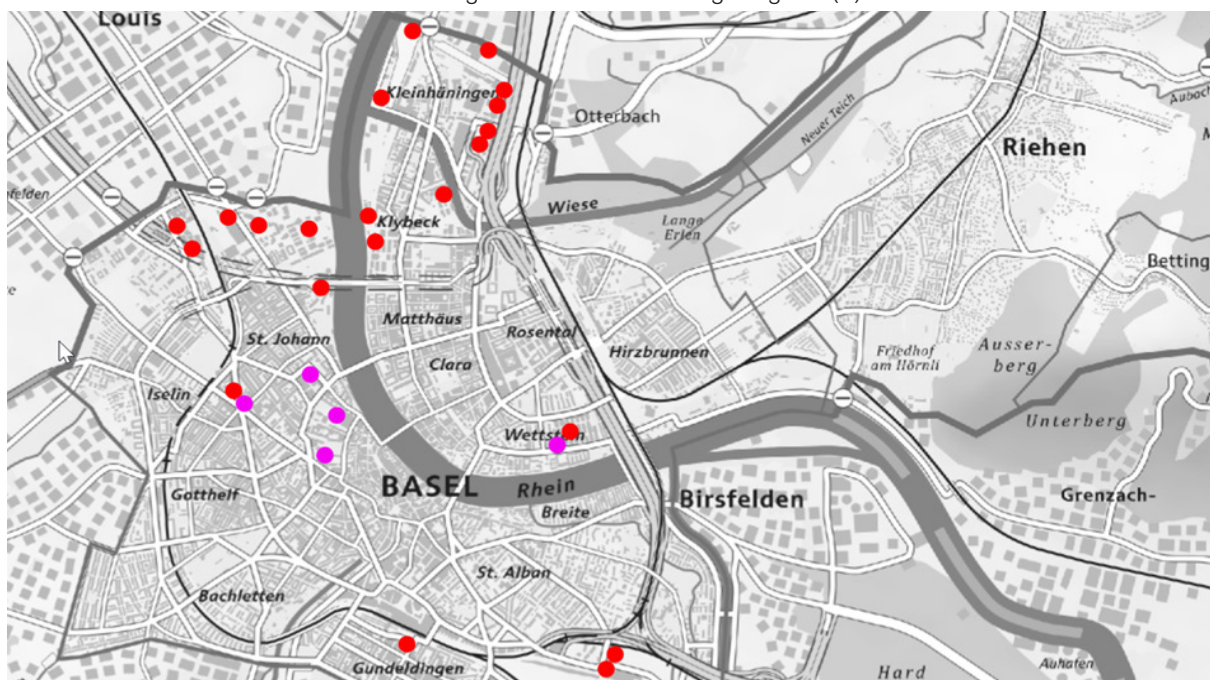 Louis
Kleinhüningen
Otterbach
Neuer Teich
Riehen
Wiese
Lange
Erlen
Klybeck
Betting
Matthäus
St. Johann
Rosental
Hirzbrunnen
Clara
Friedhof
am Hörnli
Ausser-
berg
Iselin
Unterberg
Wettstein
BASEL
Rhein
Birsfelden
Grenzach-
Gotthelf
Breite
St. Alban
Bachletten
Gundeldingen
Hard
Auhafen